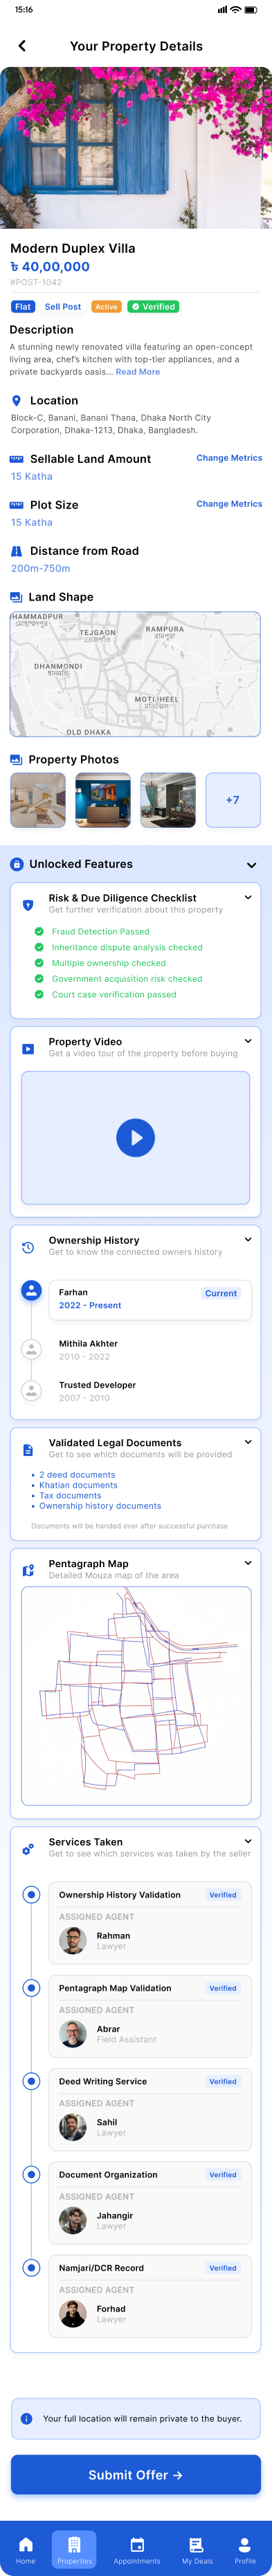 15:16
Your Property Details
Modern Duplex Villa
৳ 40,00,000
#POST-1042
Flat
Sell Post
Active
Verified
Description
A stunning newly renovated villa featuring an open-concept
living area, chef's kitchen with top-tier appliances, and a
private backyards oasis... Read More
Location
Block-C, Banani, Banani Thana, Dhaka North City
Corporation, Dhaka-1213, Dhaka, Bangladesh.
Sellable Land Amount
Change Metrics
15 Katha
Plot Size
Change Metrics
15 Katha
Distance from Road
200m-750m
Land Shape
HAMMADPUR
মোহাম্মদপুর
TEJGAON
তেজগাঁও
RAMPURA
রামপুরা
DHANMONDI
ধানমন্ডি
MOTIJHEEL
মতিঝিল
OLD DHAKA
Property Photos
+7
Unlocked Features
Risk & Due Diligence Checklist
Get further verification about this property
Fraud Detection Passed
Inheritance dispute analysis checked
Multiple ownership checked
Government acquisition risk checked
Court case verification passed
Property Video
Get a video tour of the property before buying
Ownership History
Get to know the connected owners history
Farhan
Current
2022 - Present
Mithila Akhter
2010 - 2022
Trusted Developer
2007 - 2010
Validated Legal Documents
Get to see which documents will be provided
• 2 deed documents
• Khatian documents
• Tax documents
• Ownership history documents
Documents will be handed over after successful purchase
Pentagraph Map
Detailed Mouza map of the area
Services Taken
Get to see which services was taken by the seller
Ownership History Validation
Verified
ASSIGNED AGENT
Rahman
Lawyer
Pentagraph Map Validation
Verified
ASSIGNED AGENT
Abrar
Field Assistant
Deed Writing Service
Verified
ASSIGNED AGENT
Sahil
Lawyer
Document Organization
Verified
ASSIGNED AGENT
Jahangir
Lawyer
Namjari/DCR Record
Verified
ASSIGNED AGENT
Forhad
Lawyer
Your full location will remain private to the buyer.
Submit Offer →
Home
Properties
Appointments
My Deals
Profile